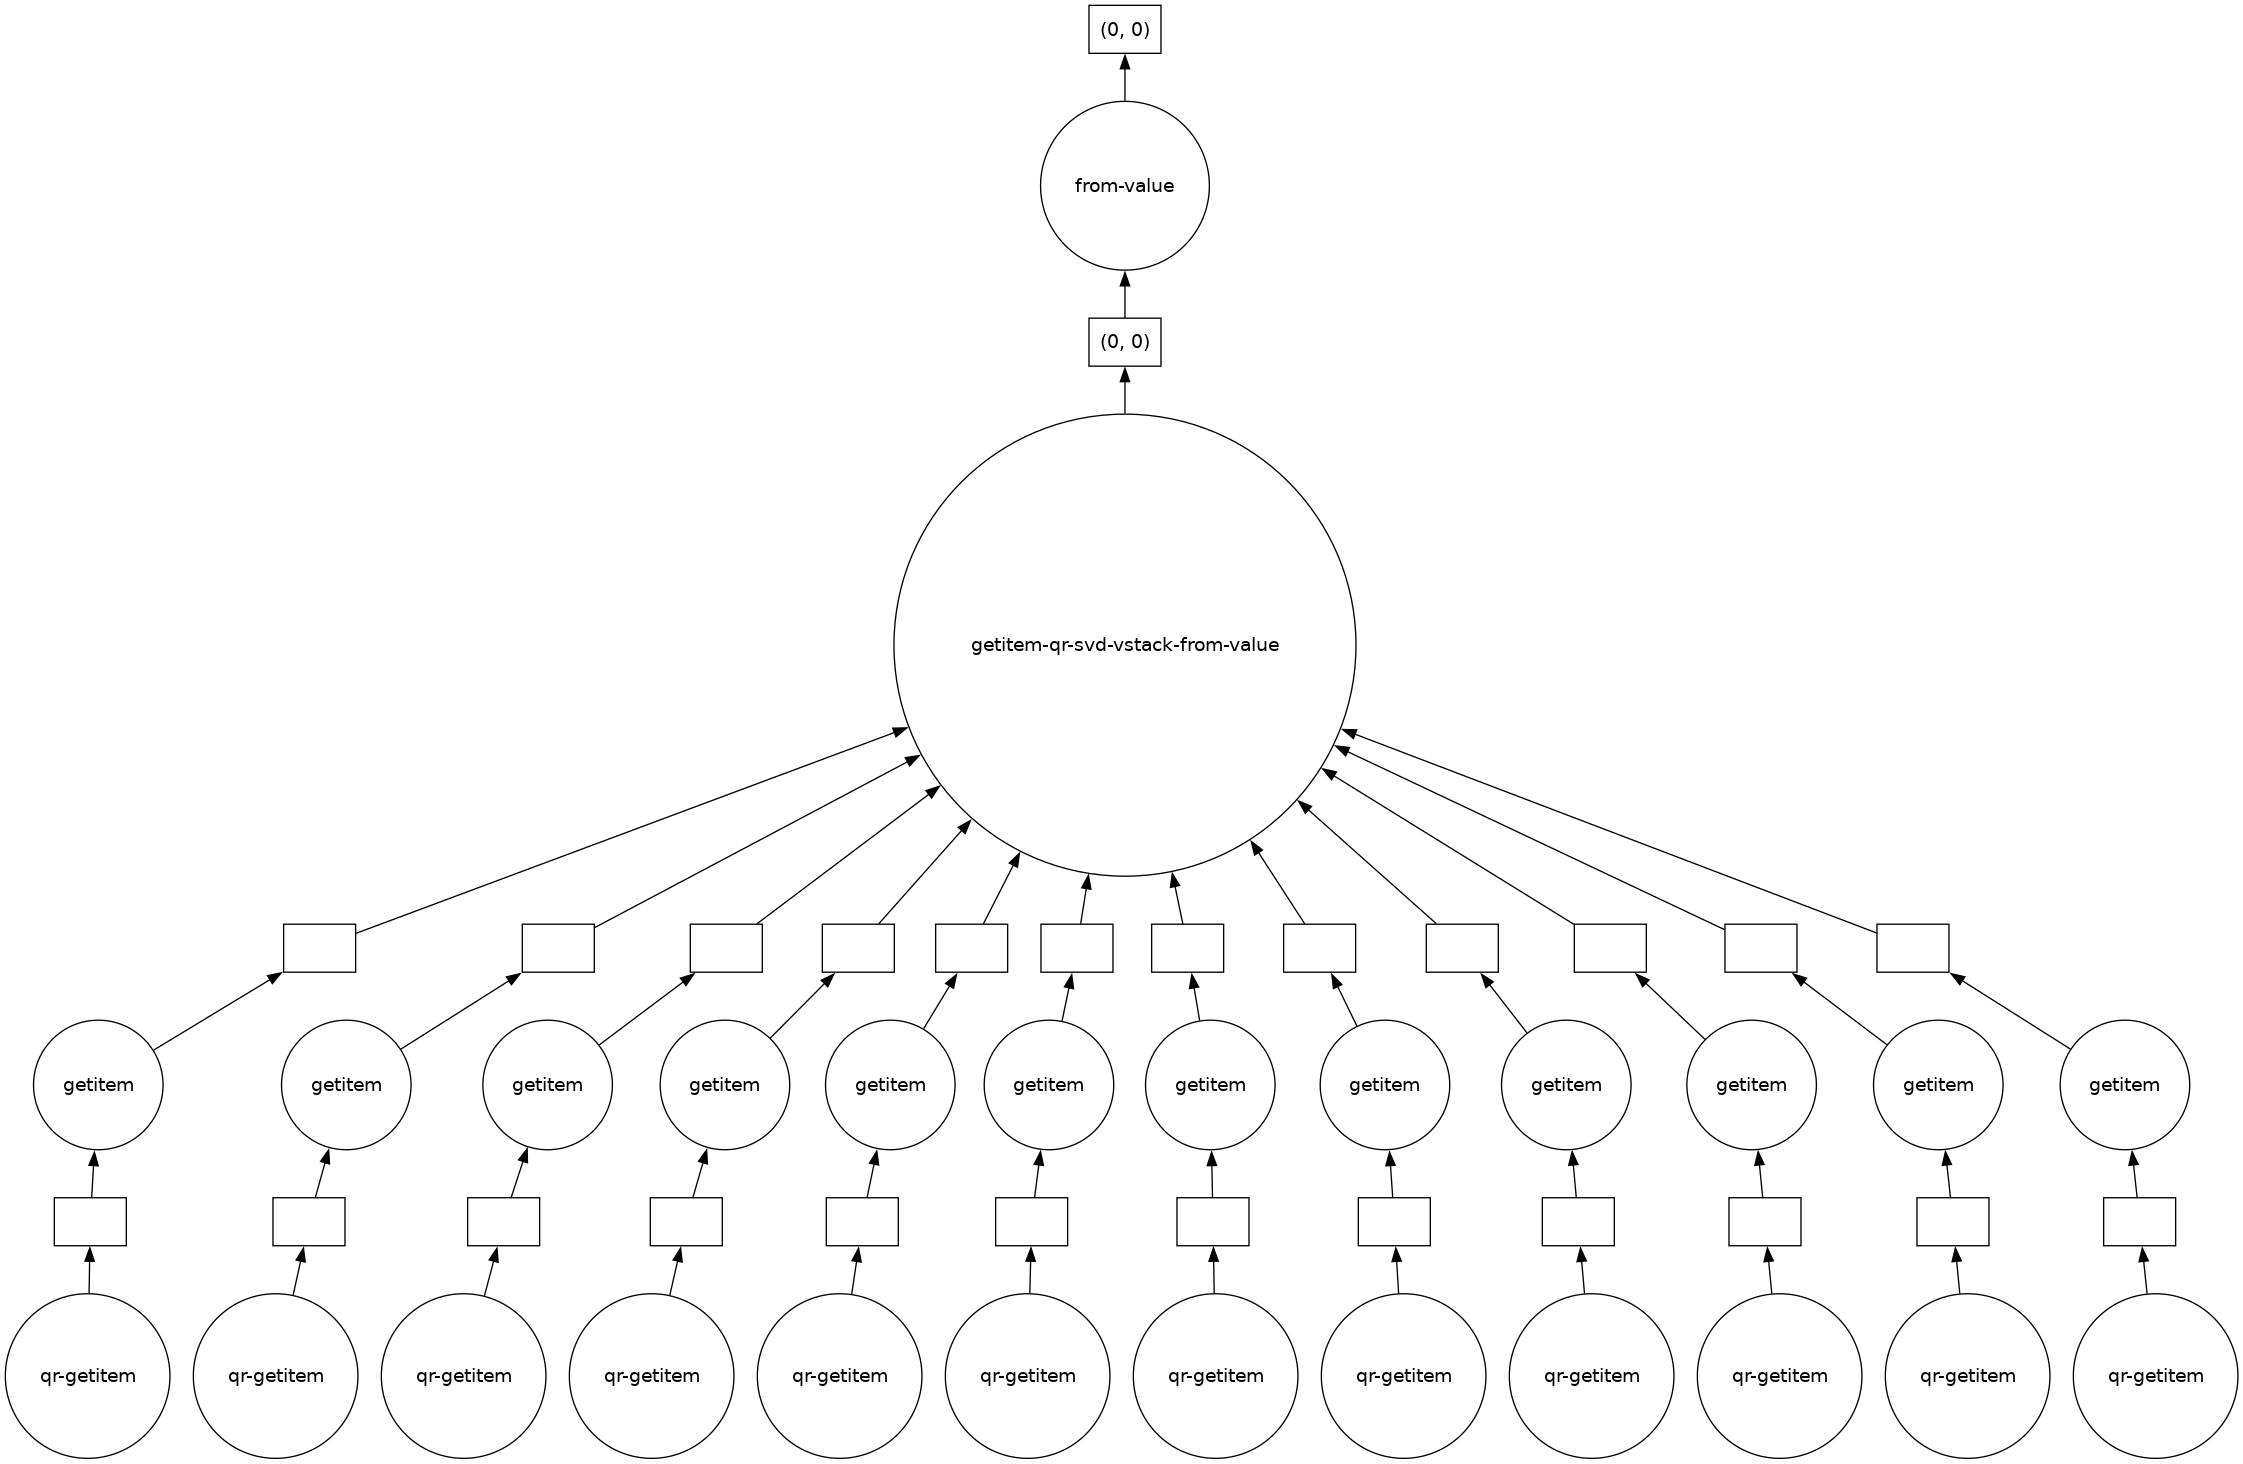 (0, 0)
from-value
(0, 0)
getitem-qr-svd-vstack-from-value
getitem getitem getitem getitem getitem getitem getitem getitem getitem getitem getitem getitem
qr-getitem qr-getitem qr-getitem qr-getitem qr-getitem qr-getitem qr-getitem qr-getitem qr-getitem qr-getitem qr-getitem qr-getitem